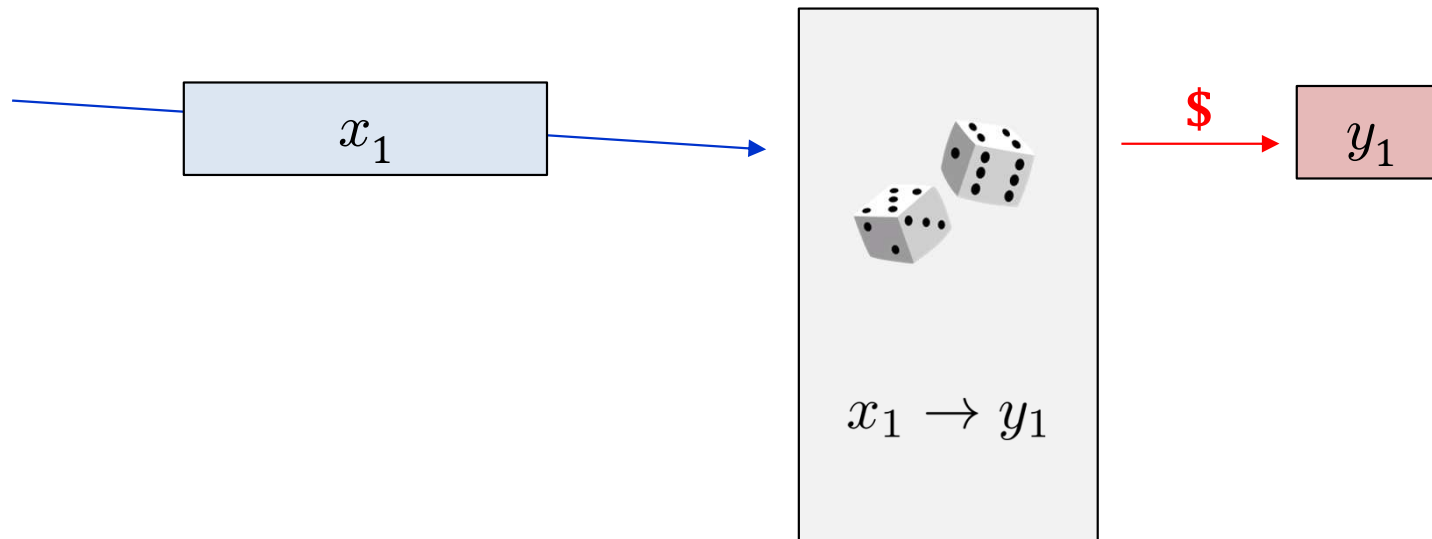 x₁
$
y₁
x₁ → y₁